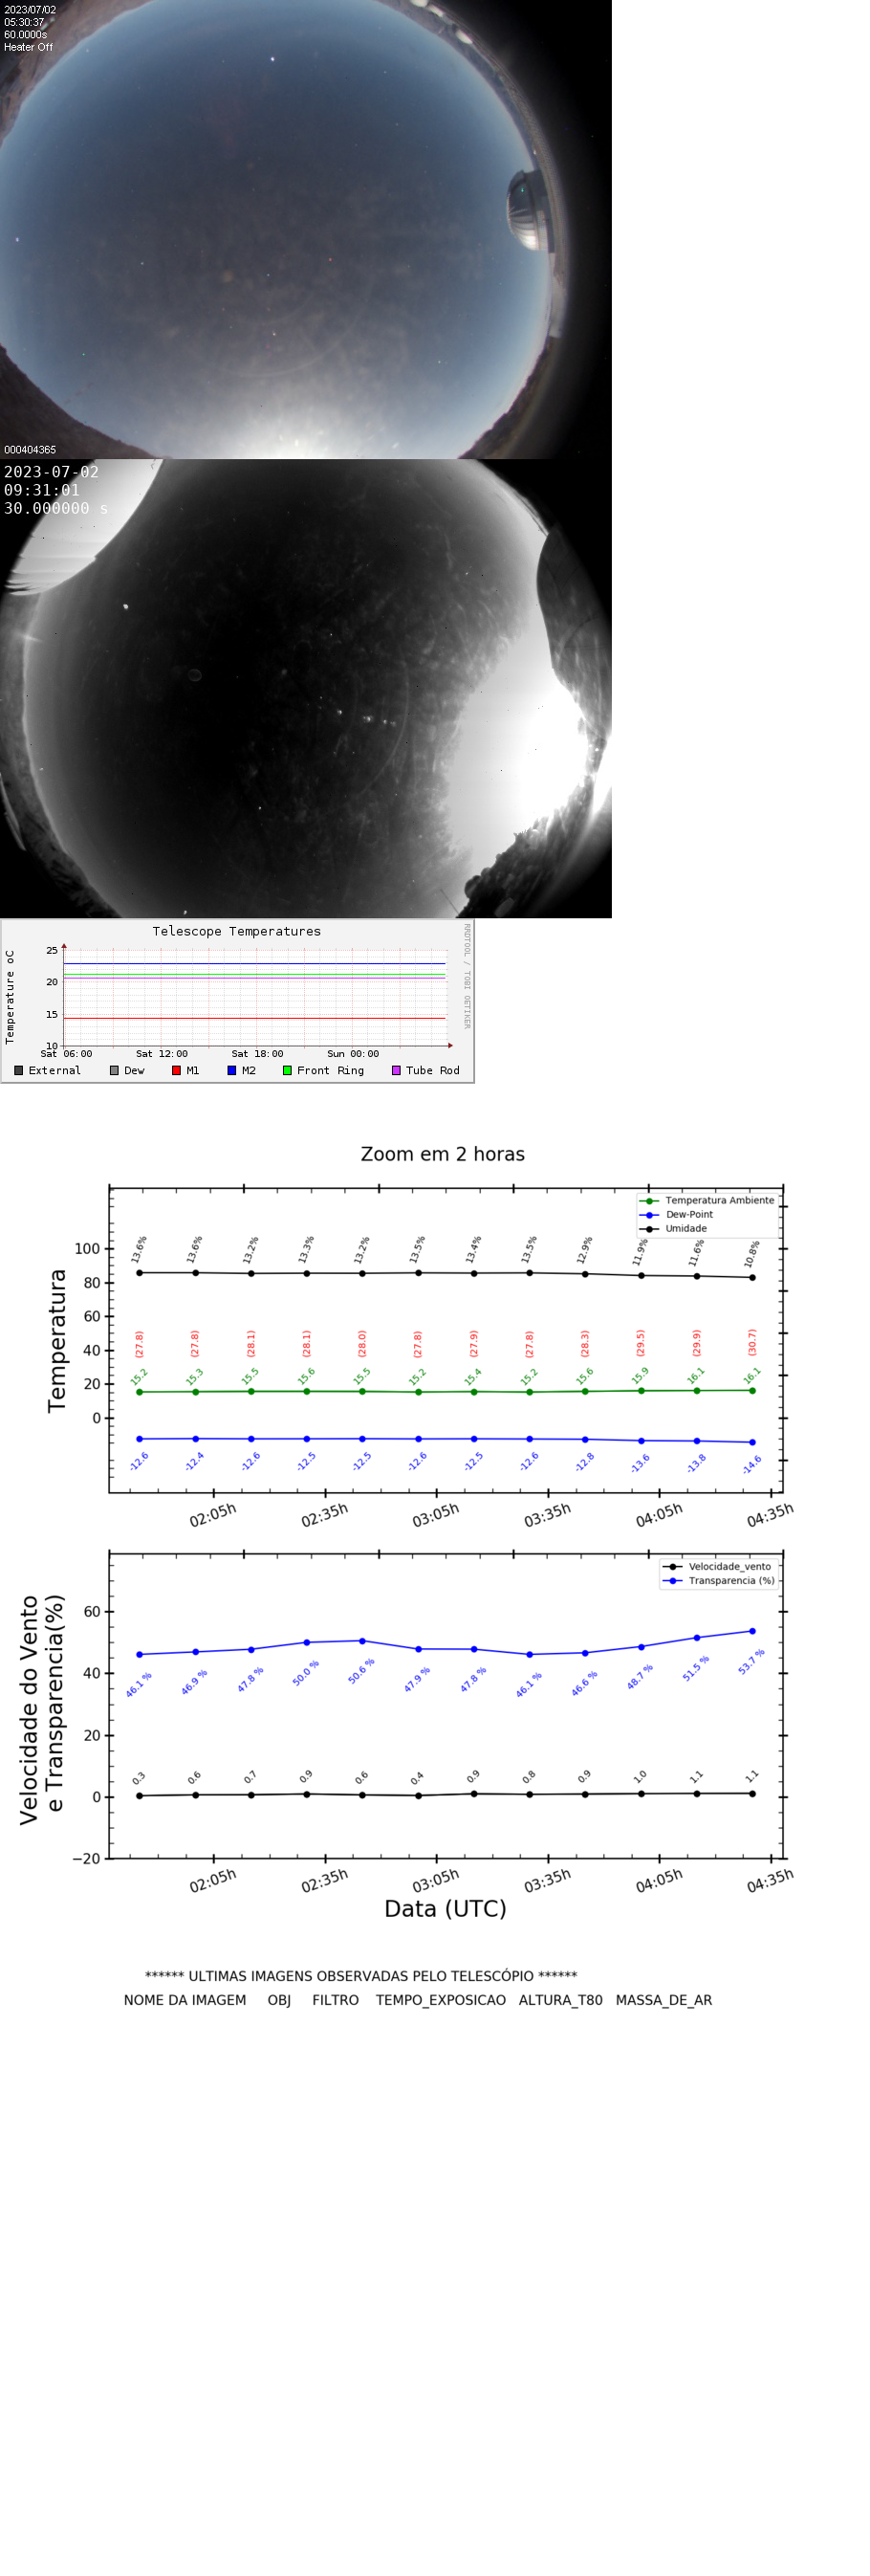 2023/07/02
05:30:37
60.0000s
Heater Off
000404365
2023-07-02
09:31:01
30.000000 s
Telescope Temperatures
RRDTOOL / TOBI OETIKER
Temperature oC
25
20
15
10
Sat 06:00 Sat 12:00 Sat 18:00 Sun 00:00
External Dew M1 M2 Front Ring Tube Rod
Zoom em 2 horas
Temperatura Ambiente
Dew-Point
Umidade
Temperatura
100
80
60
40
20
0
13.6% 13.6% 13.2% 13.3% 13.2% 13.5% 13.4% 13.5% 12.9% 11.9% 11.6% 10.8%
(27.8) (27.8) (28.1) (28.1) (28.0) (27.8) (27.9) (27.8) (28.3) (29.5) (29.9) (30.7)
15.2 15.3 15.5 15.6 15.5 15.2 15.4 15.2 15.6 15.9 16.1 16.1
-12.6 -12.4 -12.6 -12.5 -12.5 -12.6 -12.5 -12.6 -12.8 -13.6 -13.8 -14.6
02:05h 02:35h 03:05h 03:35h 04:05h 04:35h
Velocidade_vento
Transparencia (%)
Velocidade do Vento
e Transparencia(%)
60
40
20
0
−20
46.1 % 46.9 % 47.8 % 50.0 % 50.6 % 47.9 % 47.8 % 46.1 % 46.6 % 48.7 % 51.5 % 53.7 %
0.3 0.6 0.7 0.9 0.6 0.4 0.9 0.8 0.9 1.0 1.1 1.1
02:05h 02:35h 03:05h 03:35h 04:05h 04:35h
Data (UTC)
****** ULTIMAS IMAGENS OBSERVADAS PELO TELESCÓPIO ******
NOME DA IMAGEM OBJ FILTRO TEMPO_EXPOSICAO ALTURA_T80 MASSA_DE_AR